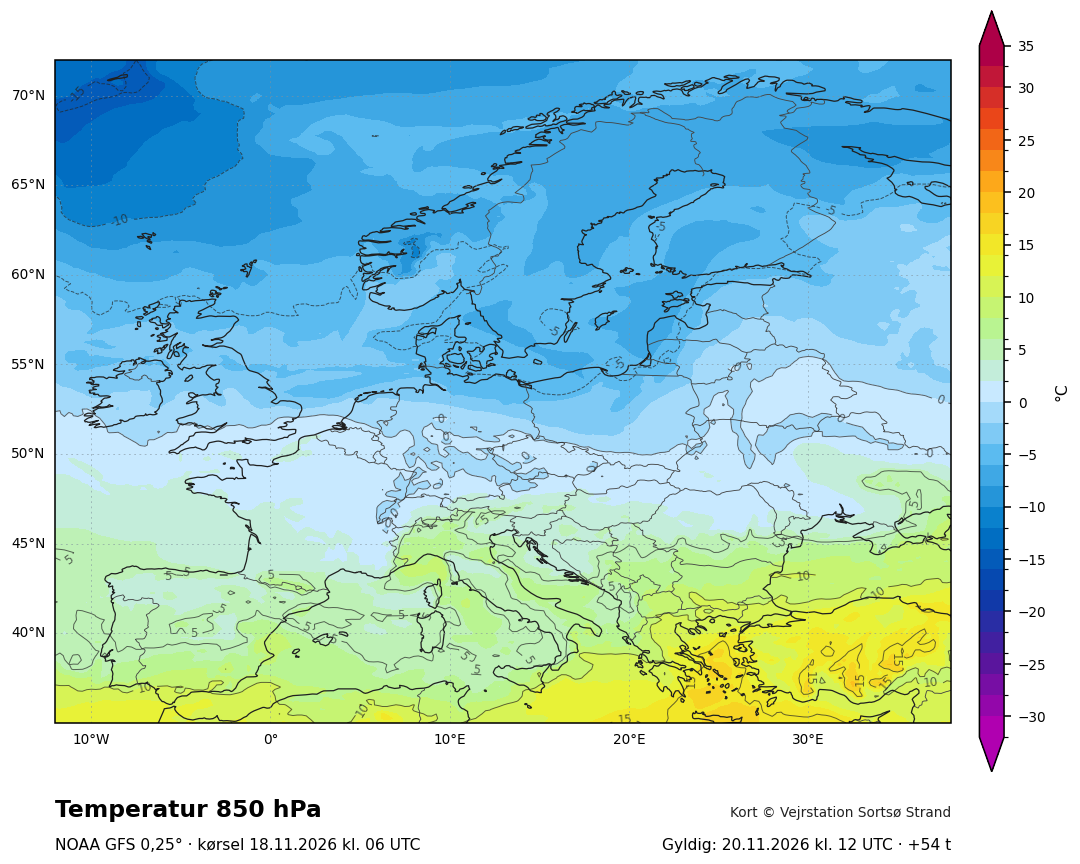 70°N
65°N
60°N
55°N
50°N
45°N
40°N
10°W
0°
10°E
20°E
30°E
35
30
25
20
15
10
5
0
−5
−10
−15
−20
−25
−30
°C
Temperatur 850 hPa
Kort © Vejrstation Sortsø Strand
NOAA GFS 0,25° · kørsel 18.11.2026 kl. 06 UTC
Gyldig: 20.11.2026 kl. 12 UTC · +54 t